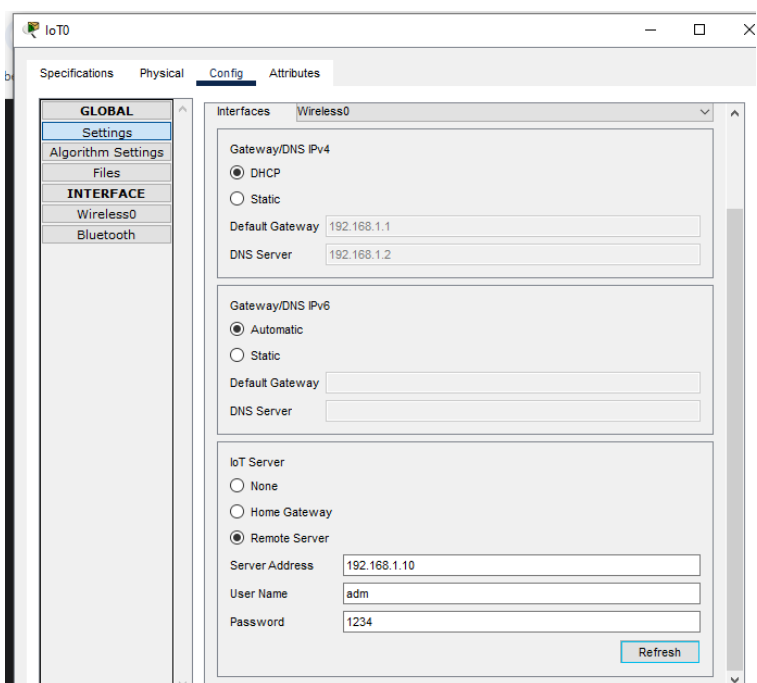 IoT0
Specifications Physical Config Attributes
GLOBAL
Settings
Algorithm Settings
Files
INTERFACE
Wireless0
Bluetooth
Interfaces Wireless0
Gateway/DNS IPv4
DHCP
Static
Default Gateway 192.168.1.1
DNS Server 192.168.1.2
Gateway/DNS IPv6
Automatic
Static
Default Gateway
DNS Server
IoT Server
None
Home Gateway
Remote Server
Server Address 192.168.1.10
User Name adm
Password 1234
Refresh